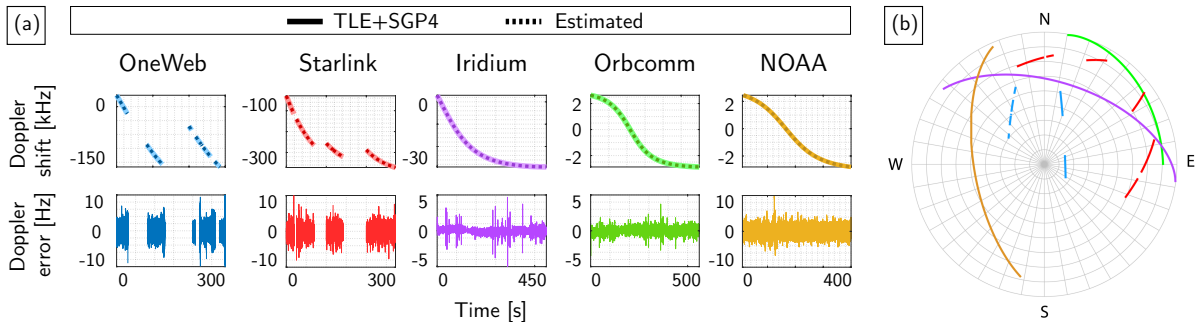 (a)
TLE+SGP4 Estimated
(b)
OneWeb Starlink Iridium Orbcomm NOAA
Doppler
shift [kHz]
0
-150
-100
-300
0
-30
2
0
-2
2
0
-2
Doppler
error [Hz]
10
0
-10
10
0
-10
5
0
-5
5
0
-5
10
0
-10
0 300 0 300 0 450 0 500 0 400
Time [s]
N
W
E
S